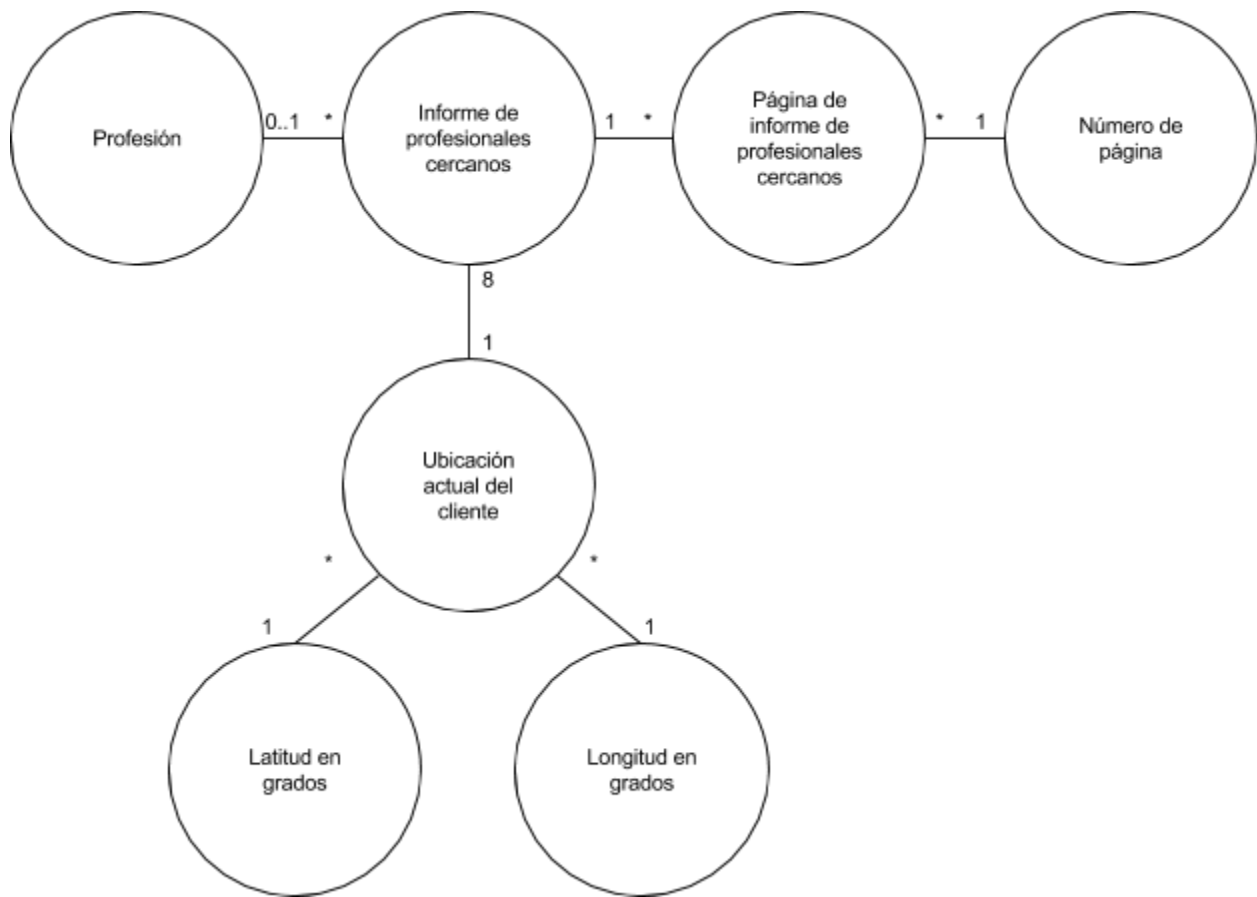 Profesión
0..1
*
Informe de
profesionales
cercanos
1
*
Página de
informe de
profesionales
cercanos
*
1
Número de
página
8
1
Ubicación
actual del
cliente
*
*
1
1
Latitud en
grados
Longitud en
grados